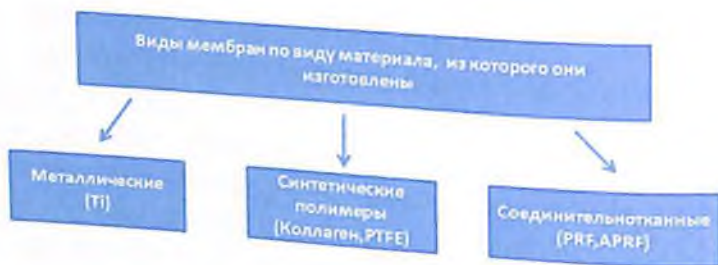 Виды мембран по виду материала, из которого они
изготовлены
Металлические
(Ti)
Синтетические
полимеры
(Коллаген,PTFE)
Соединительнотканные
(PRF,APRF)